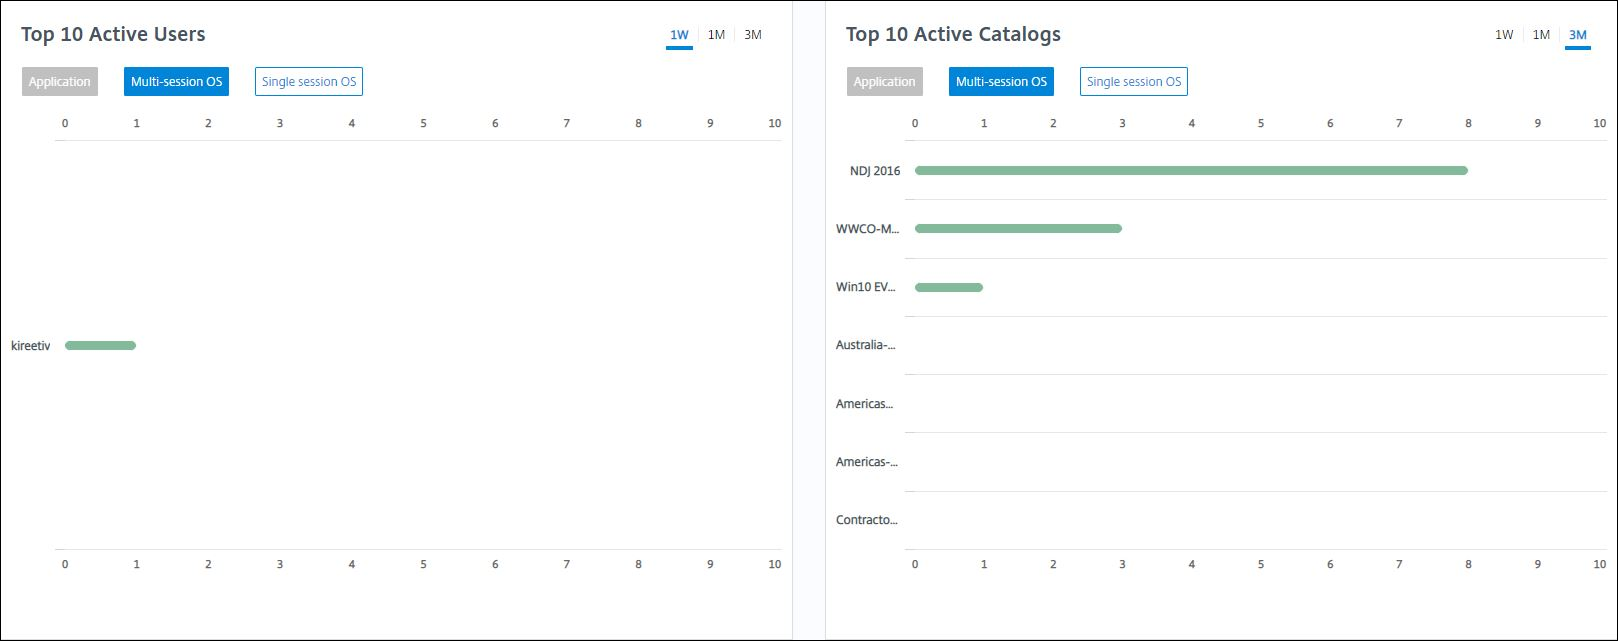 Top 10 Active Users
1W 1M 3M
Application Multi-session OS Single session OS
0 1 2 3 4 5 6 7 8 9 10
kireetiv
0 1 2 3 4 5 6 7 8 9 10
Top 10 Active Catalogs
1W 1M 3M
Application Multi-session OS Single session OS
0 1 2 3 4 5 6 7 8 9 10
NDJ 2016
WWCO-M...
Win10 EV...
Australia-...
Americas...
Americas-...
Contracto...
0 1 2 3 4 5 6 7 8 9 10